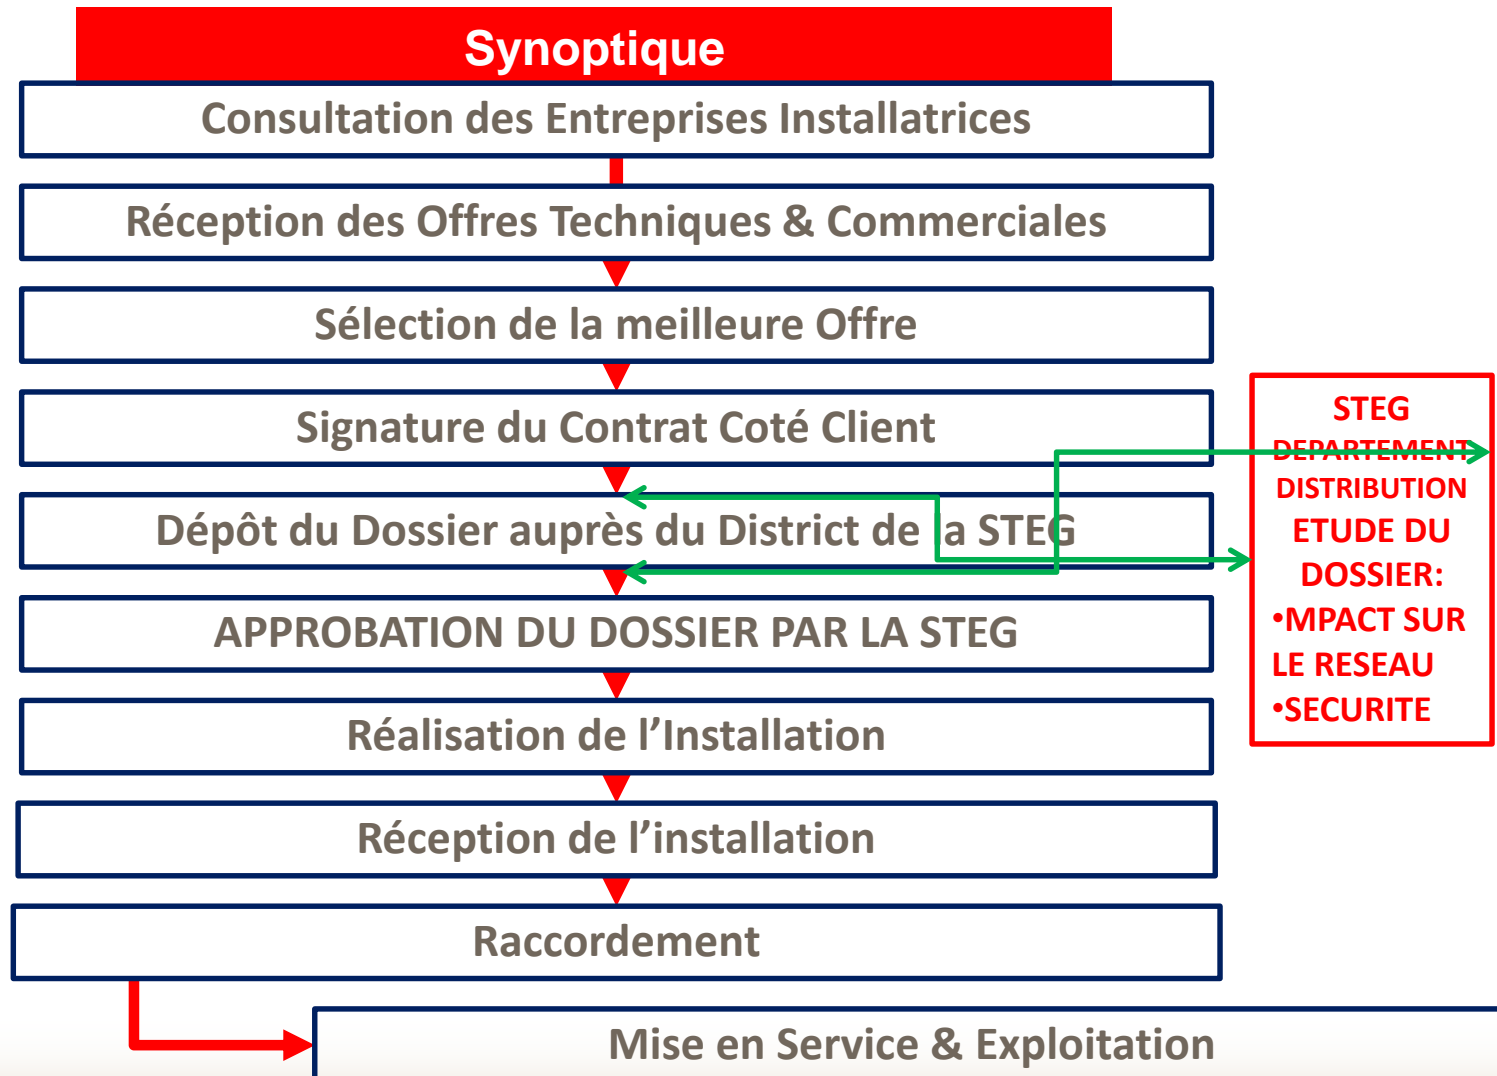 Synoptique
Consultation des Entreprises Installatrices
Réception des Offres Techniques & Commerciales
Sélection de la meilleure Offre
Signature du Contrat Coté Client
Dépôt du Dossier auprès du District de la STEG
APPROBATION DU DOSSIER PAR LA STEG
Réalisation de l’Installation
Réception de l’installation
Raccordement
Mise en Service & Exploitation
STEG
DEPARTEMENT
DISTRIBUTION
ETUDE DU
DOSSIER:
•MPACT SUR
LE RESEAU
•SECURITE